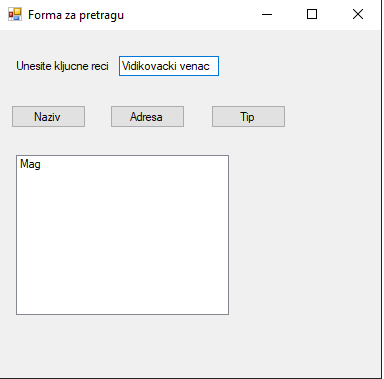 Forma za pretragu
Unesite kljucne reci Vidikovacki venac
Naziv Adresa Tip
Mag